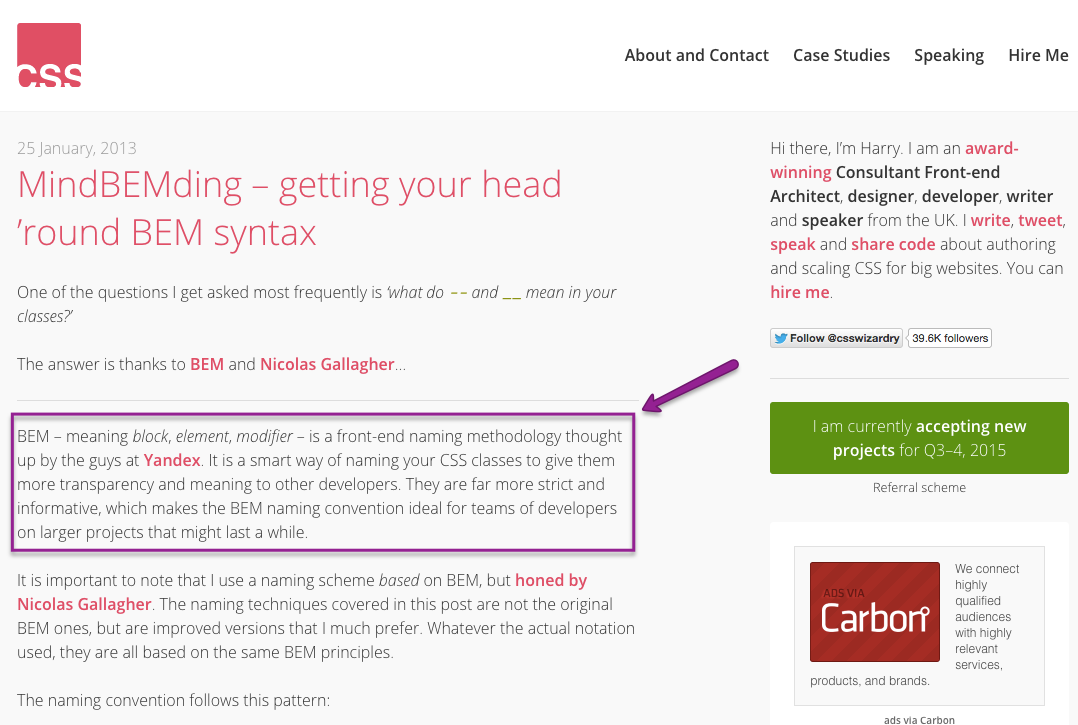 CSS
About and Contact Case Studies Speaking Hire Me
25 January, 2013
MindBEMding – getting your head
’round BEM syntax
One of the questions I get asked most frequently is ‘what do -- and __ mean in your
classes?’
The answer is thanks to BEM and Nicolas Gallagher…
BEM – meaning block, element, modifier – is a front-end naming methodology thought
up by the guys at Yandex. It is a smart way of naming your CSS classes to give them
more transparency and meaning to other developers. They are far more strict and
informative, which makes the BEM naming convention ideal for teams of developers
on larger projects that might last a while.
It is important to note that I use a naming scheme based on BEM, but honed by
Nicolas Gallagher. The naming techniques covered in this post are not the original
BEM ones, but are improved versions that I much prefer. Whatever the actual notation
used, they are all based on the same BEM principles.
The naming convention follows this pattern:
Hi there, I’m Harry. I am an award-
winning Consultant Front-end
Architect, designer, developer, writer
and speaker from the UK. I write, tweet,
speak and share code about authoring
and scaling CSS for big websites. You can
hire me.
Follow @csswizardry 39.6K followers
I am currently accepting new
projects for Q3–4, 2015
Referral scheme
ADS VIA
Carbon
We connect
highly
qualified
audiences
with highly
relevant
services,
products, and brands.
ads via Carbon